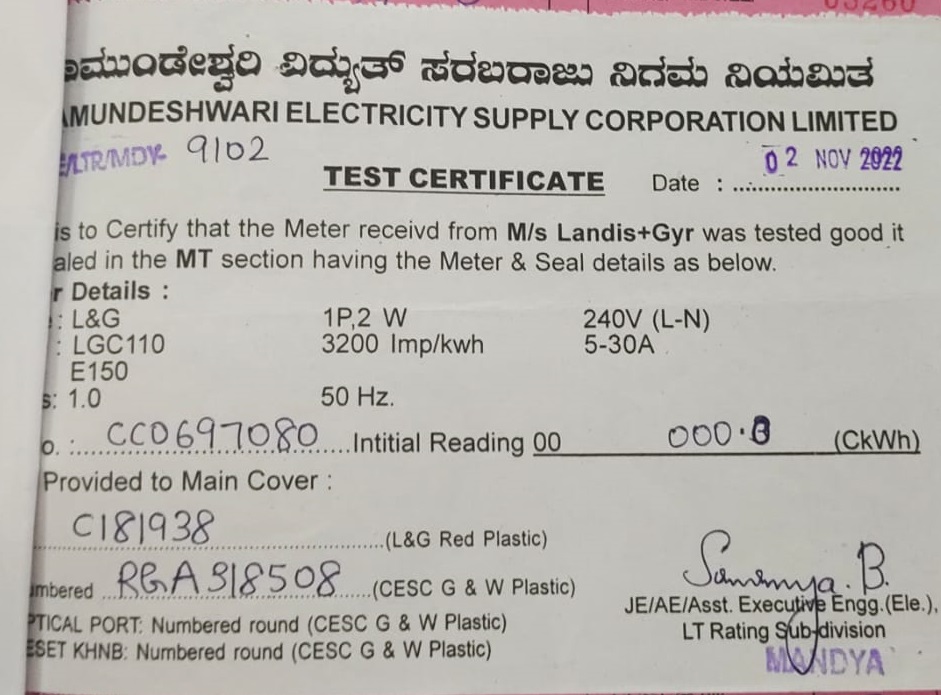 03260
ಾಮುಂಡೇಶ್ವರಿ ವಿದ್ಯುತ್ ಸರಬರಾಜು ನಿಗಮ ನಿಯಮಿತ
AMUNDESHWARI ELECTRICITY SUPPLY CORPORATION LIMITED
/LTR/MDY- 9102 02 NOV 2022
TEST CERTIFICATE Date : ..............................
is to Certify that the Meter receivd from M/s Landis+Gyr was tested good it
aled in the MT section having the Meter & Seal details as below.
r Details :
: L&G 1P,2 W 240V (L-N)
: LGC110 3200 Imp/kwh 5-30A
E150
s: 1.0 50 Hz.
o. : CC0697080 Intitial Reading 00 000.0 (CkWh)
Provided to Main Cover :
C181938 (L&G Red Plastic)
mbered RGA318508 (CESC G & W Plastic)
PTICAL PORT: Numbered round (CESC G & W Plastic)
ESET KHNB: Numbered round (CESC G & W Plastic)
JE/AE/Asst. Executive Engg.(Ele.),
LT Rating Sub-division
MANDYA